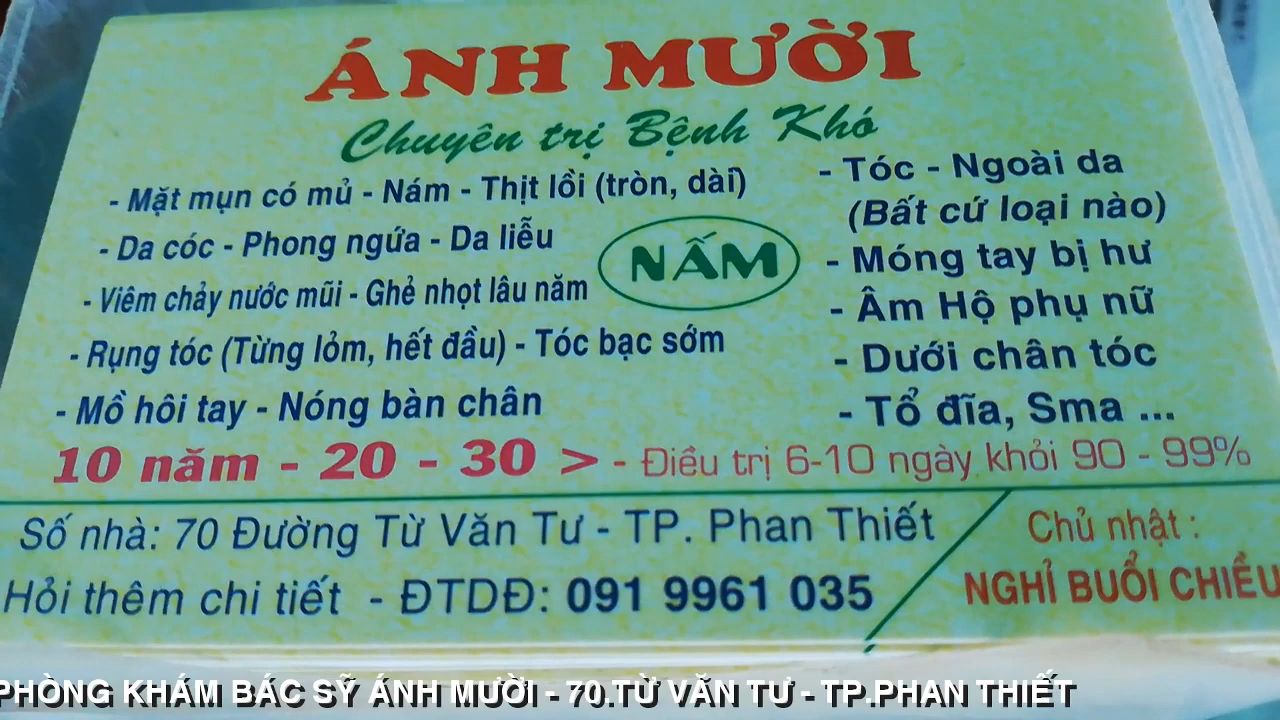 ÁNH MƯỜI
Chuyên trị Bệnh Khó
- Mặt mụn có mủ - Nám - Thịt lồi (tròn, dài)
- Da cóc - Phong ngứa - Da liễu
- Viêm chảy nước mũi - Ghẻ nhọt lâu năm
- Rụng tóc (Từng lỏm, hết đầu) - Tóc bạc sớm
- Mồ hôi tay - Nóng bàn chân
NẤM
- Tóc - Ngoài da
(Bất cứ loại nào)
- Móng tay bị hư
- Âm Hộ phụ nữ
- Dưới chân tóc
- Tổ đĩa, Sma ...
10 năm - 20 - 30 > - Điều trị 6-10 ngày khỏi 90 - 99%
Số nhà: 70 Đường Từ Văn Tư - TP. Phan Thiết
Hỏi thêm chi tiết - ĐTDĐ: 091 9961 035
Chủ nhật :
NGHỈ BUỔI CHIỀU
PHÒNG KHÁM BÁC SỸ ÁNH MƯỜI - 70.TỪ VĂN TƯ - TP.PHAN THIẾT